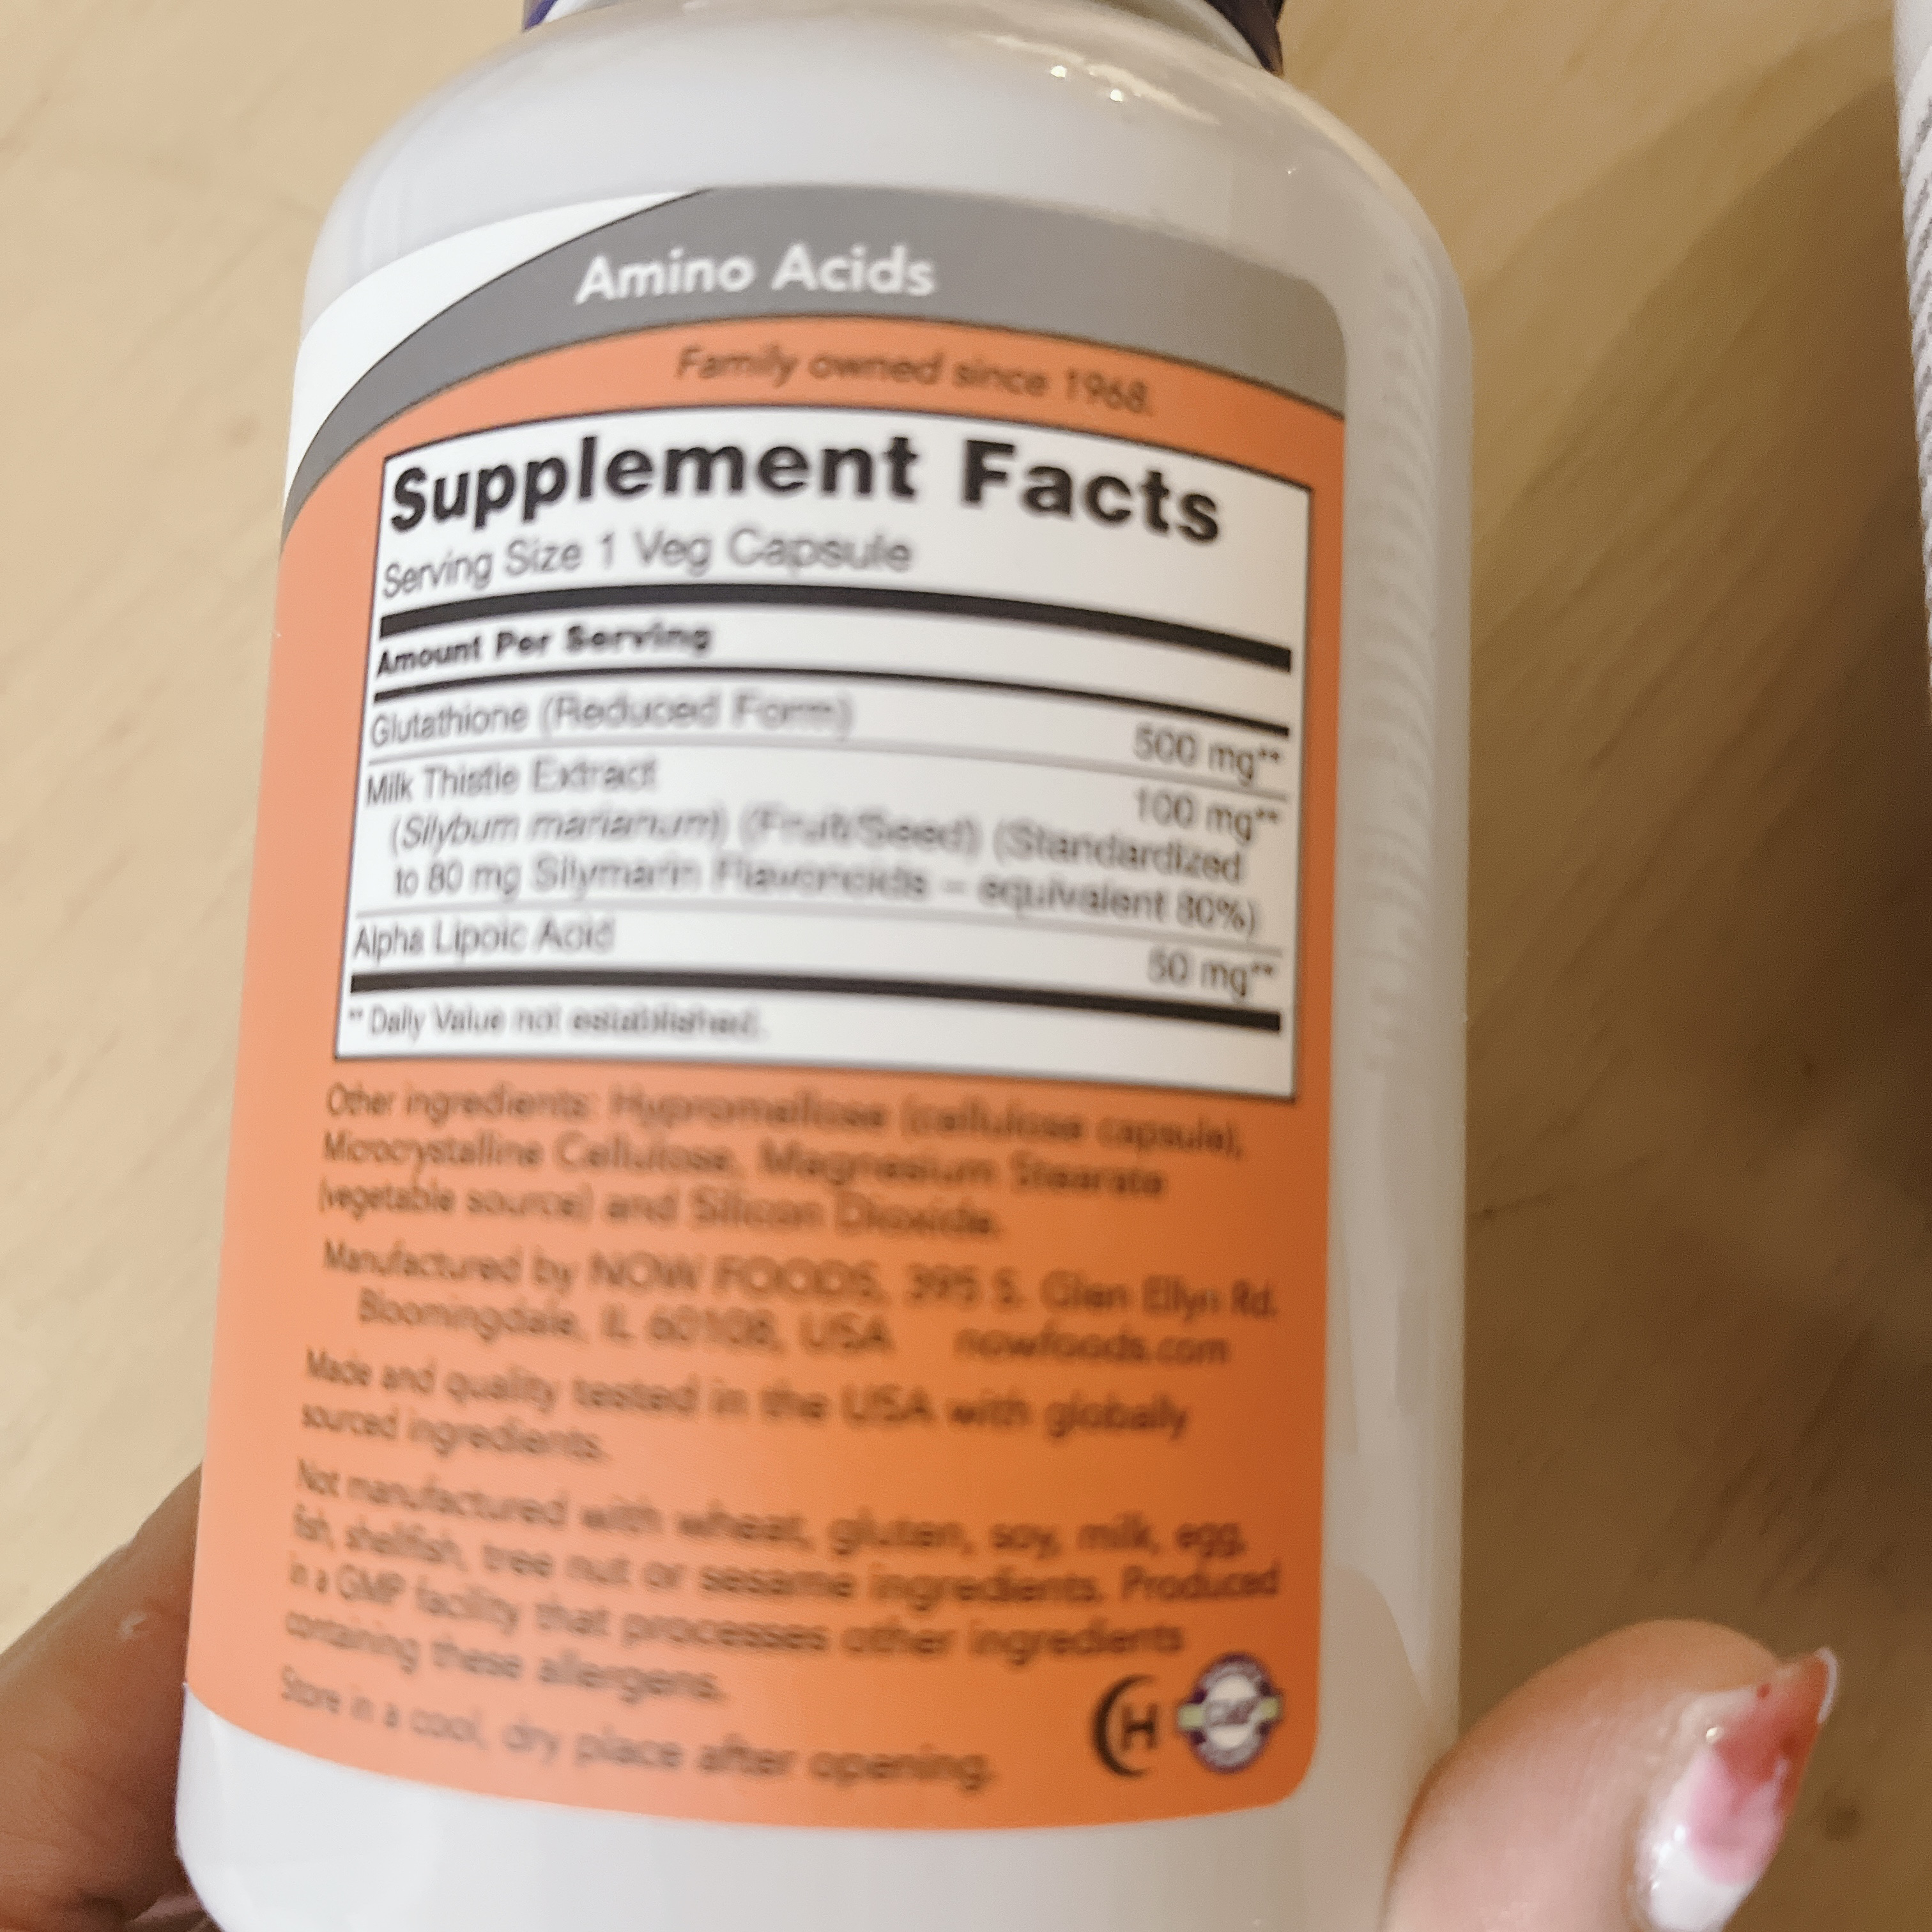 Amino Acids
Family owned since 1968.
Supplement Facts
Serving Size 1 Veg Capsule
Amount Per Serving
Glutathione (Reduced Form) 500 mg**
Milk Thistle Extract 100 mg**
(Silybum marianum) (Fruit/Seed) (Standardized
to 80 mg Silymarin Flavonoids – equivalent 80%)
Alpha Lipoic Acid 50 mg**
** Daily Value not established.
Other ingredients: Hypromellose (cellulose capsule),
Microcrystalline Cellulose, Magnesium Stearate
(vegetable source) and Silicon Dioxide.
Manufactured by NOW FOODS, 395 S. Glen Ellyn Rd.
Bloomingdale, IL 60108, USA nowfoods.com
Made and quality tested in the USA with globally
sourced ingredients.
Not manufactured with wheat, gluten, soy, milk, egg,
fish, shellfish, tree nut or sesame ingredients. Produced
in a GMP facility that processes other ingredients
containing these allergens.
Store in a cool, dry place after opening.
H GMP